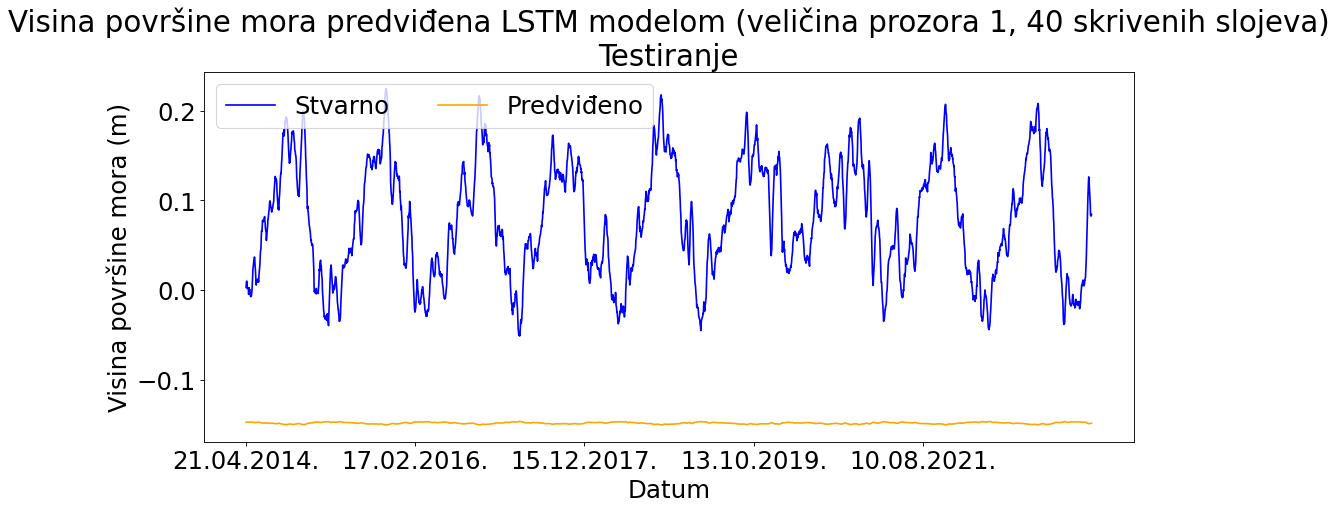 Visina površine mora predviđena LSTM modelom (veličina prozora 1, 40 skrivenih slojeva)
Testiranje
Stvarno Predviđeno
Visina površine mora (m)
0.2
0.1
0.0
−0.1
21.04.2014. 17.02.2016. 15.12.2017. 13.10.2019. 10.08.2021.
Datum